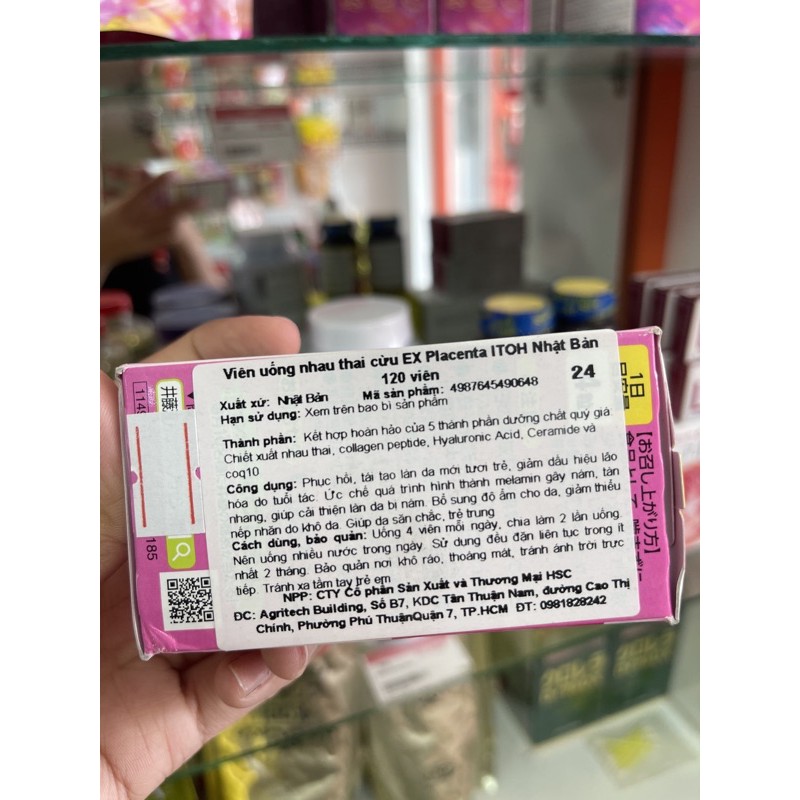 Viên uống nhau thai cừu EX Placenta ITOH Nhật Bản
120 viên
24
Xuất xứ: Nhật Bản Mã sản phẩm: 4987645490648
Hạn sử dụng: Xem trên bao bì sản phẩm
Thành phần: Kết hợp hoàn hảo của 5 thành phần dưỡng chất quý giá:
Chiết xuất nhau thai, collagen peptide, Hyaluronic Acid, Ceramide và
coq10
Công dụng: Phục hồi, tái tạo làn da mới tươi trẻ, giảm dấu hiệu lão
hóa do tuổi tác. Ức chế quá trình hình thành melamin gây nám, tàn
nhang, giúp cải thiện làn da bị nám. Bổ sung độ ẩm cho da, giảm thiểu
nếp nhăn do khô da. Giúp da săn chắc, trẻ trung
Cách dùng, bảo quản: Uống 4 viên mỗi ngày, chia làm 2 lần uống.
Nên uống nhiều nước trong ngày. Sử dụng đều đặn liên tục trong ít
nhất 2 tháng. Bảo quản nơi khô ráo, thoáng mát, tránh ánh trời trực
tiếp. Tránh xa tầm tay trẻ em
NPP: CTY Cổ phần Sản Xuất và Thương Mại HSC
ĐC: Agritech Building, Số B7, KDC Tân Thuận Nam, đường Cao Thị
Chính, Phường Phú ThuậnQuận 7, TP.HCM ĐT: 0981828242
1日
【お召し上がり方】
185